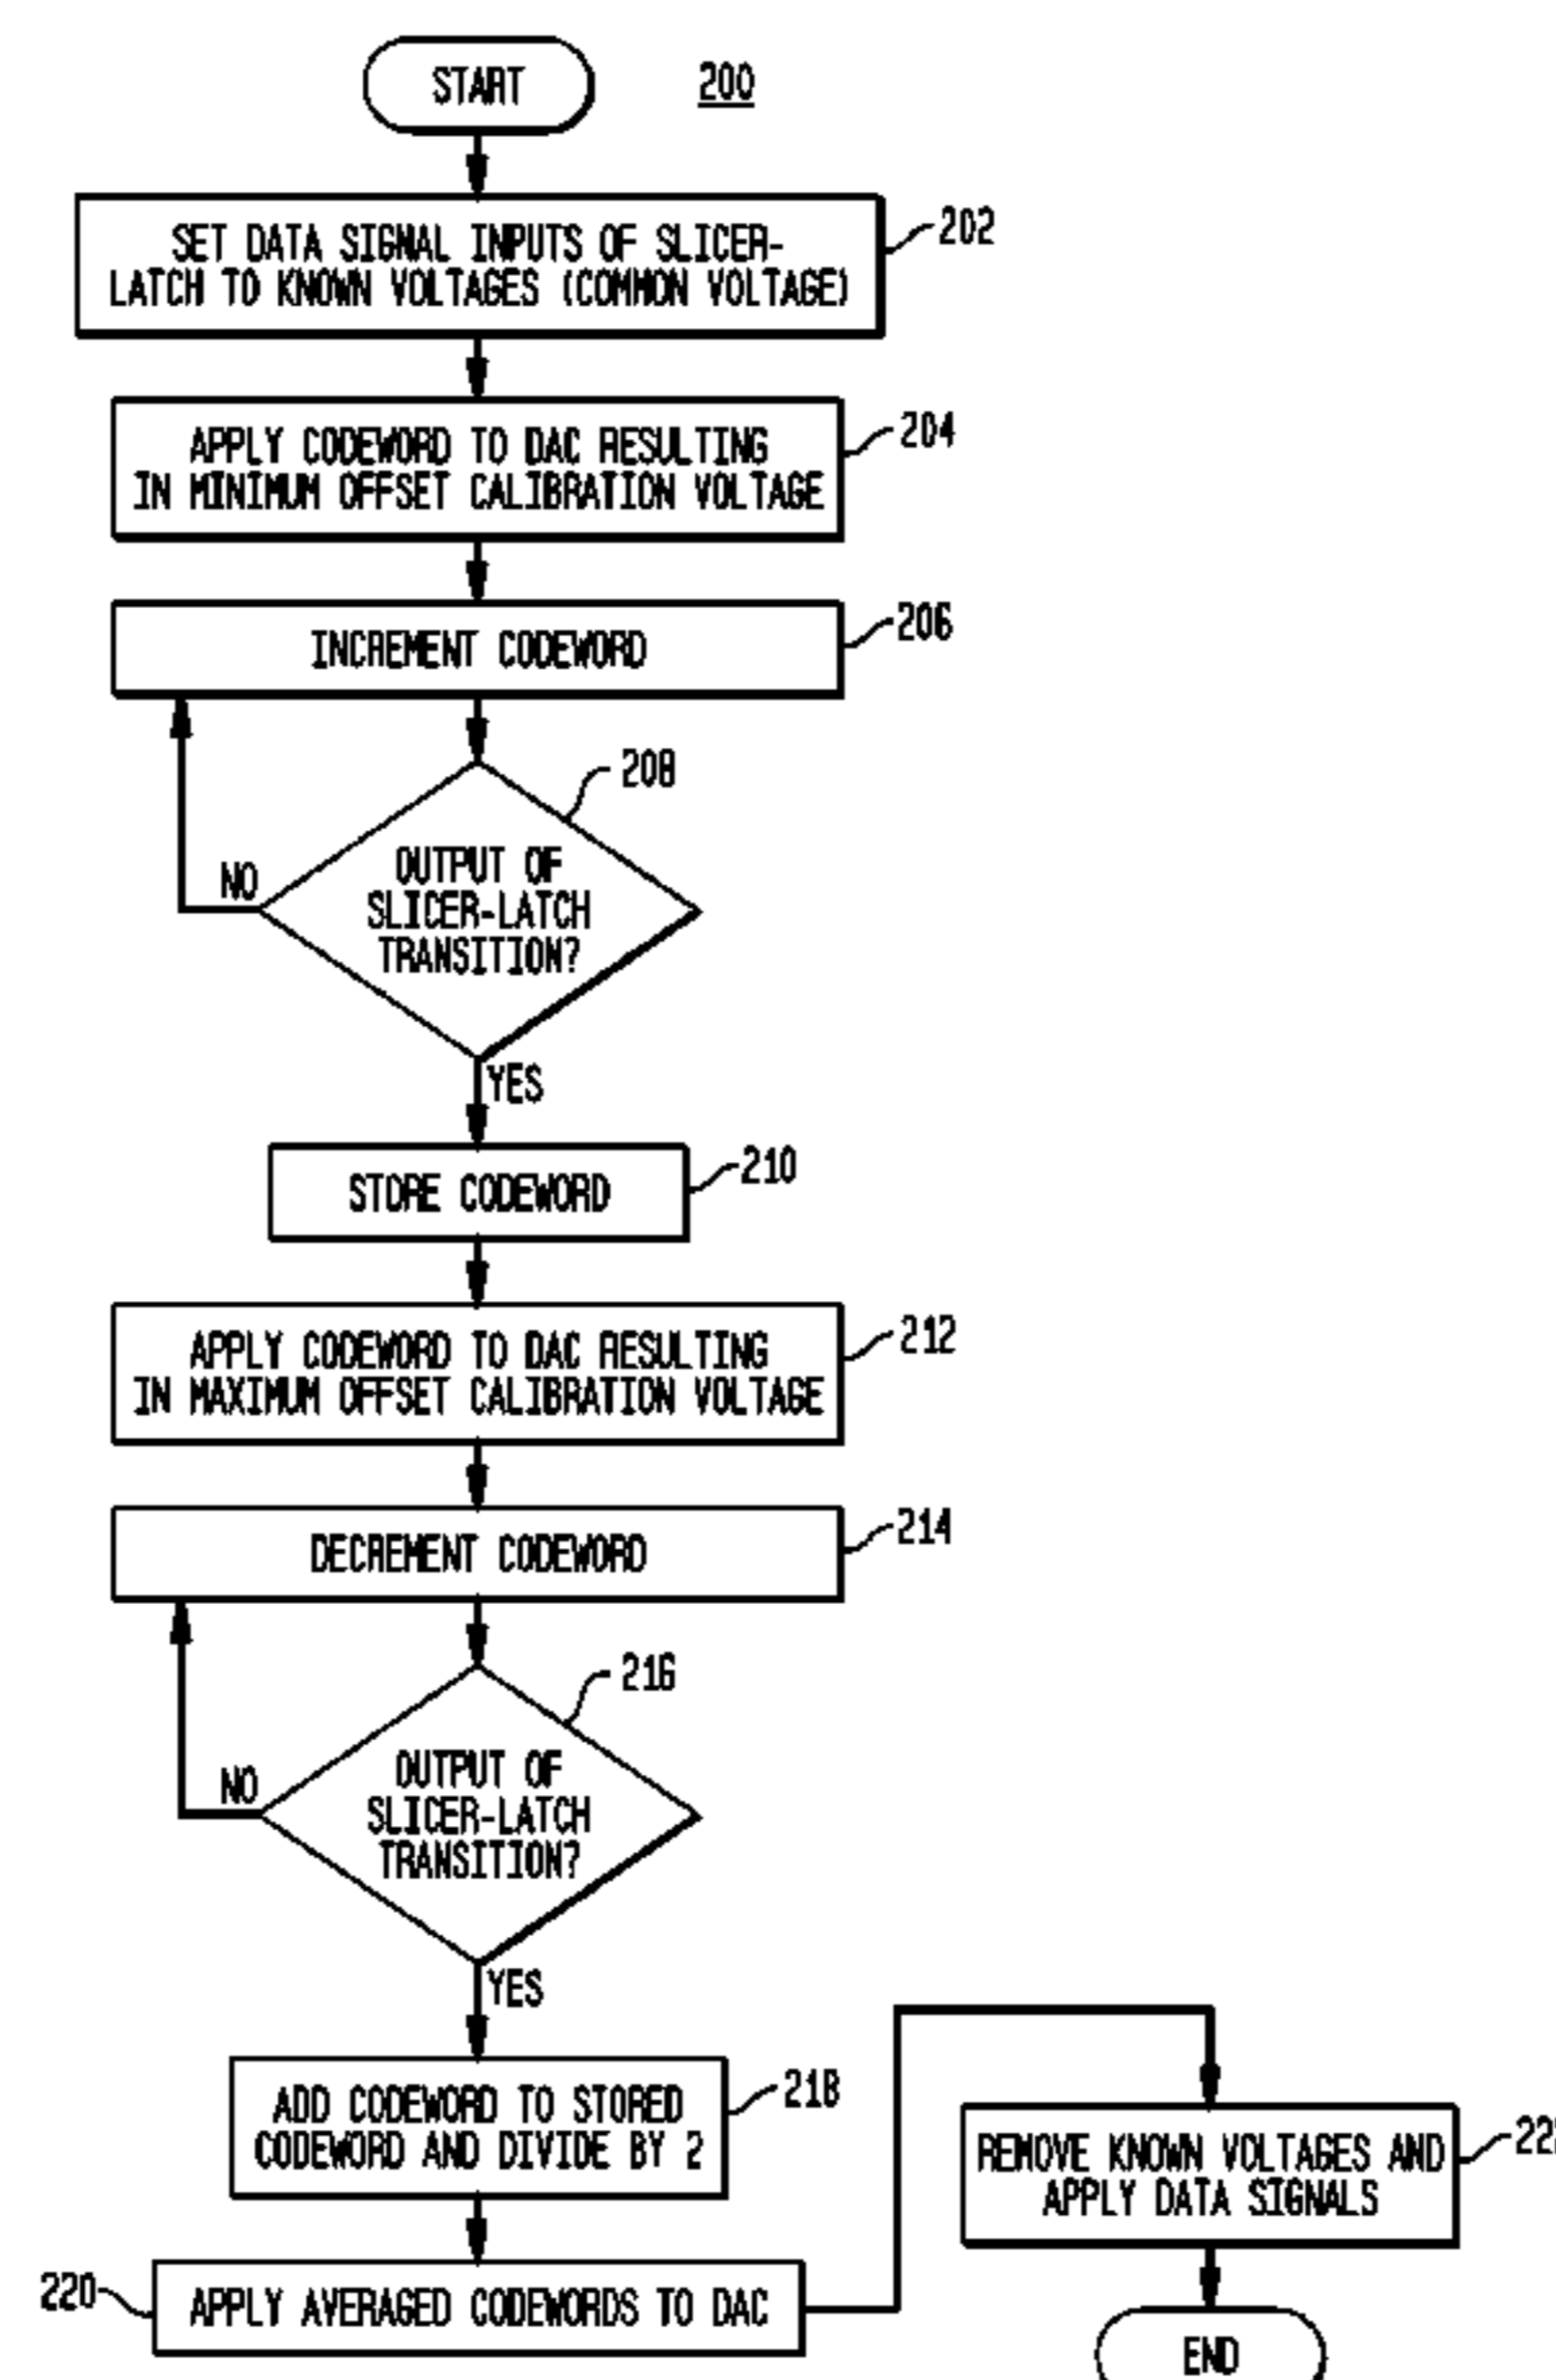 START
200
SET DATA SIGNAL INPUTS OF SLICER-
LATCH TO KNOWN VOLTAGES (COMMON VOLTAGE)
202
APPLY CODEWORD TO DAC RESULTING
IN MINIMUM OFFSET CALIBRATION VOLTAGE
204
INCREMENT CODEWORD
206
208
OUTPUT OF
SLICER-LATCH
TRANSITION?
NO
YES
STORE CODEWORD
210
APPLY CODEWORD TO DAC RESULTING
IN MAXIMUM OFFSET CALIBRATION VOLTAGE
212
DECREMENT CODEWORD
214
216
OUTPUT OF
SLICER-LATCH
TRANSITION?
NO
YES
ADD CODEWORD TO STORED
CODEWORD AND DIVIDE BY 2
218
220
APPLY AVERAGED CODEWORDS TO DAC
REMOVE KNOWN VOLTAGES AND
APPLY DATA SIGNALS
END